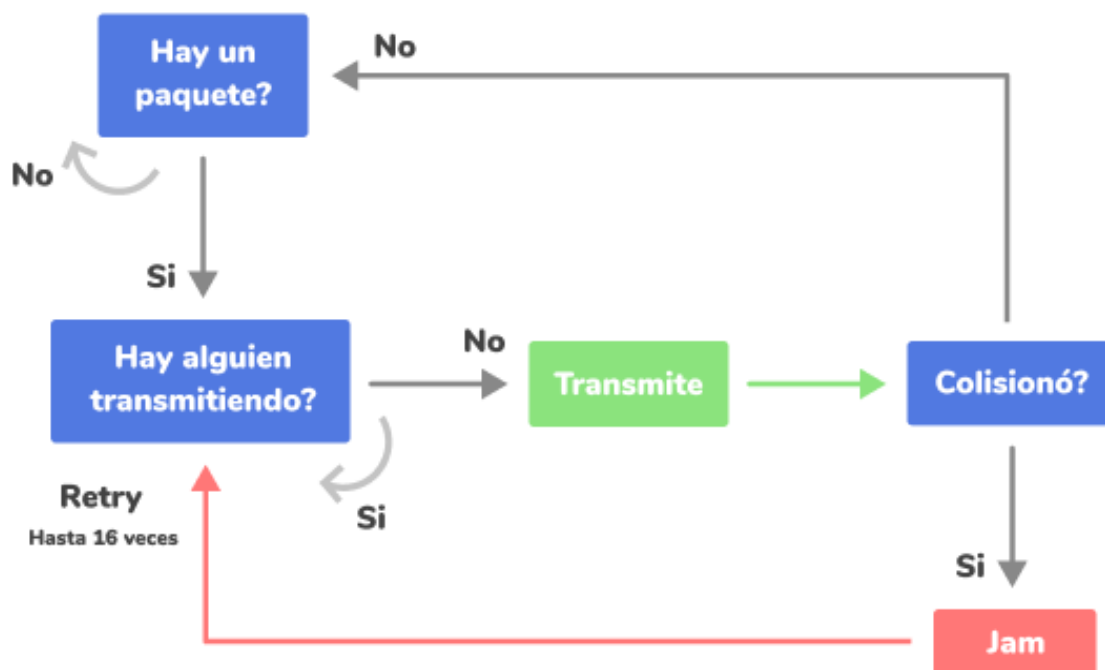 Hay un
paquete?
No
No
Si
Hay alguien
transmitiendo?
No
Transmite
Colisionó?
Si
Retry
Hasta 16 veces
Si
Jam